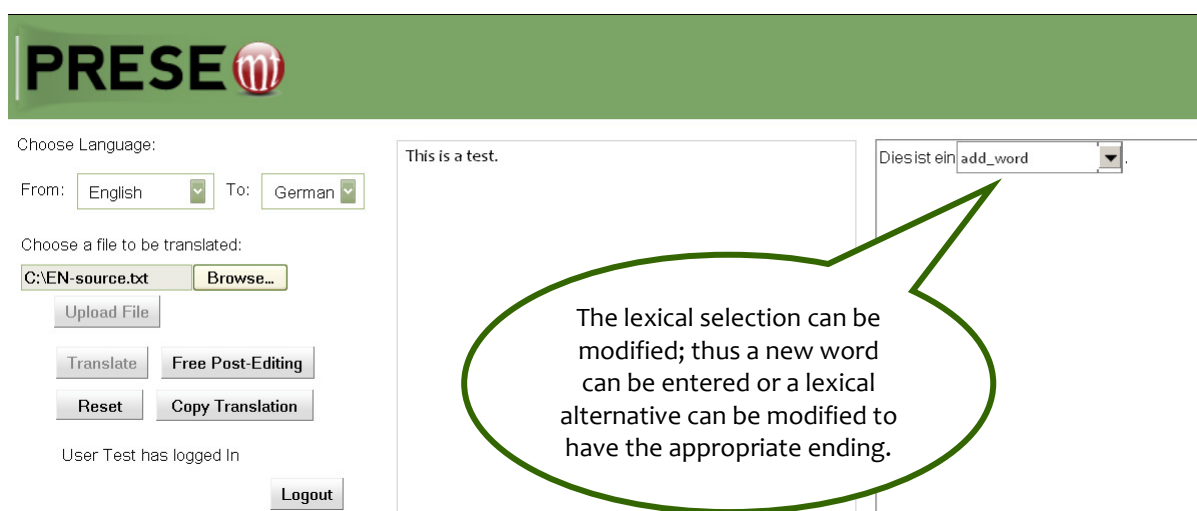 PRESEmt
Choose Language:
From: English To: German
Choose a file to be translated:
C:\EN-source.txt Browse...
Upload File
Translate Free Post-Editing
Reset Copy Translation
User Test has logged In
Logout
This is a test.
Dies ist ein add_word .
The lexical selection can be
modified; thus a new word
can be entered or a lexical
alternative can be modified to
have the appropriate ending.